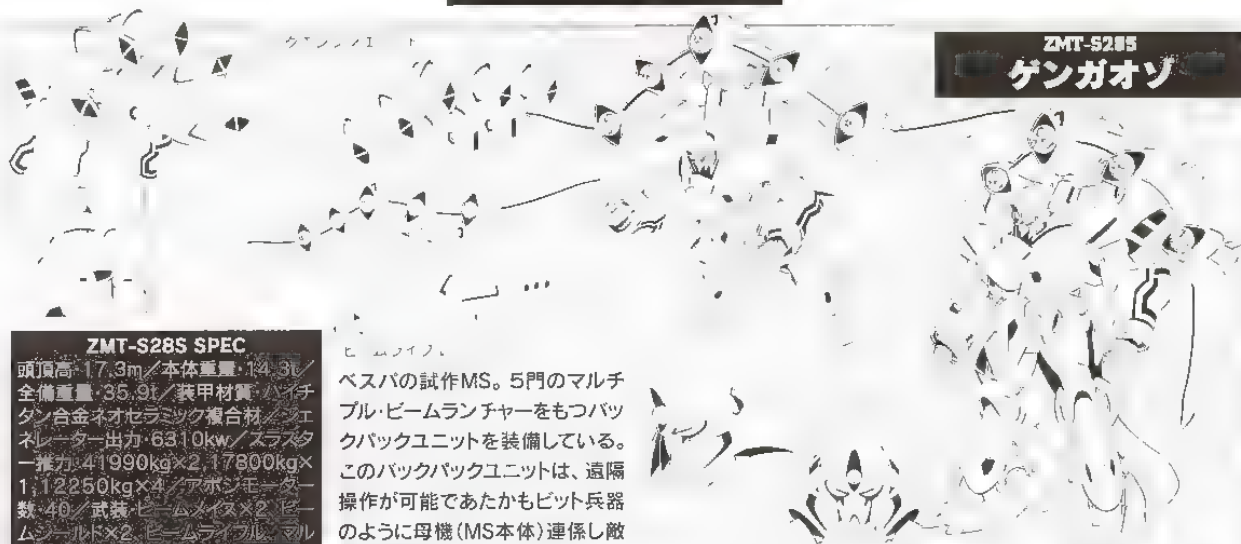 ZMT-S28S
ゲンガオゾ
ZMT-S28S SPEC
頭頂高・17.3m／本体重量・14.3t／
全備重量・35.9t／装甲材質・ハイチ
タン合金ネオセラミック複合材／ジェ
ネレーター出力・6310kw／スラスタ
ー推力・41990kg×2,17800kg×
1,12250kg×4／アポジモーター
数・40／武装・ビームメイス×2、ビー
ムシールド×2、ビームライフル、マル
ビームライフル
ベスパの試作MS。5門のマルチ
プル・ビームランチャーをもつバッ
クパックユニットを装備している。
このバックパックユニットは、遠隔
操作が可能であたかもビット兵器
のように母機(MS本体)連係し敵